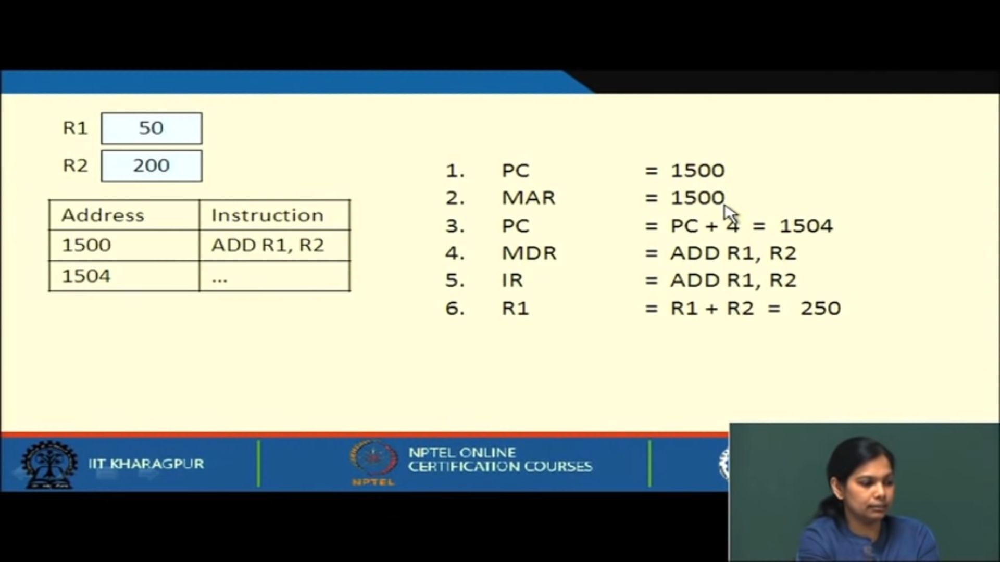 R1 50
R2 200
Address Instruction
1500 ADD R1, R2
1504 ...
1. PC = 1500
2. MAR = 1500
3. PC = PC + 4 = 1504
4. MDR = ADD R1, R2
5. IR = ADD R1, R2
6. R1 = R1 + R2 = 250
IIT KHARAGPUR
NPTEL ONLINE
CERTIFICATION COURSES
NPTEL